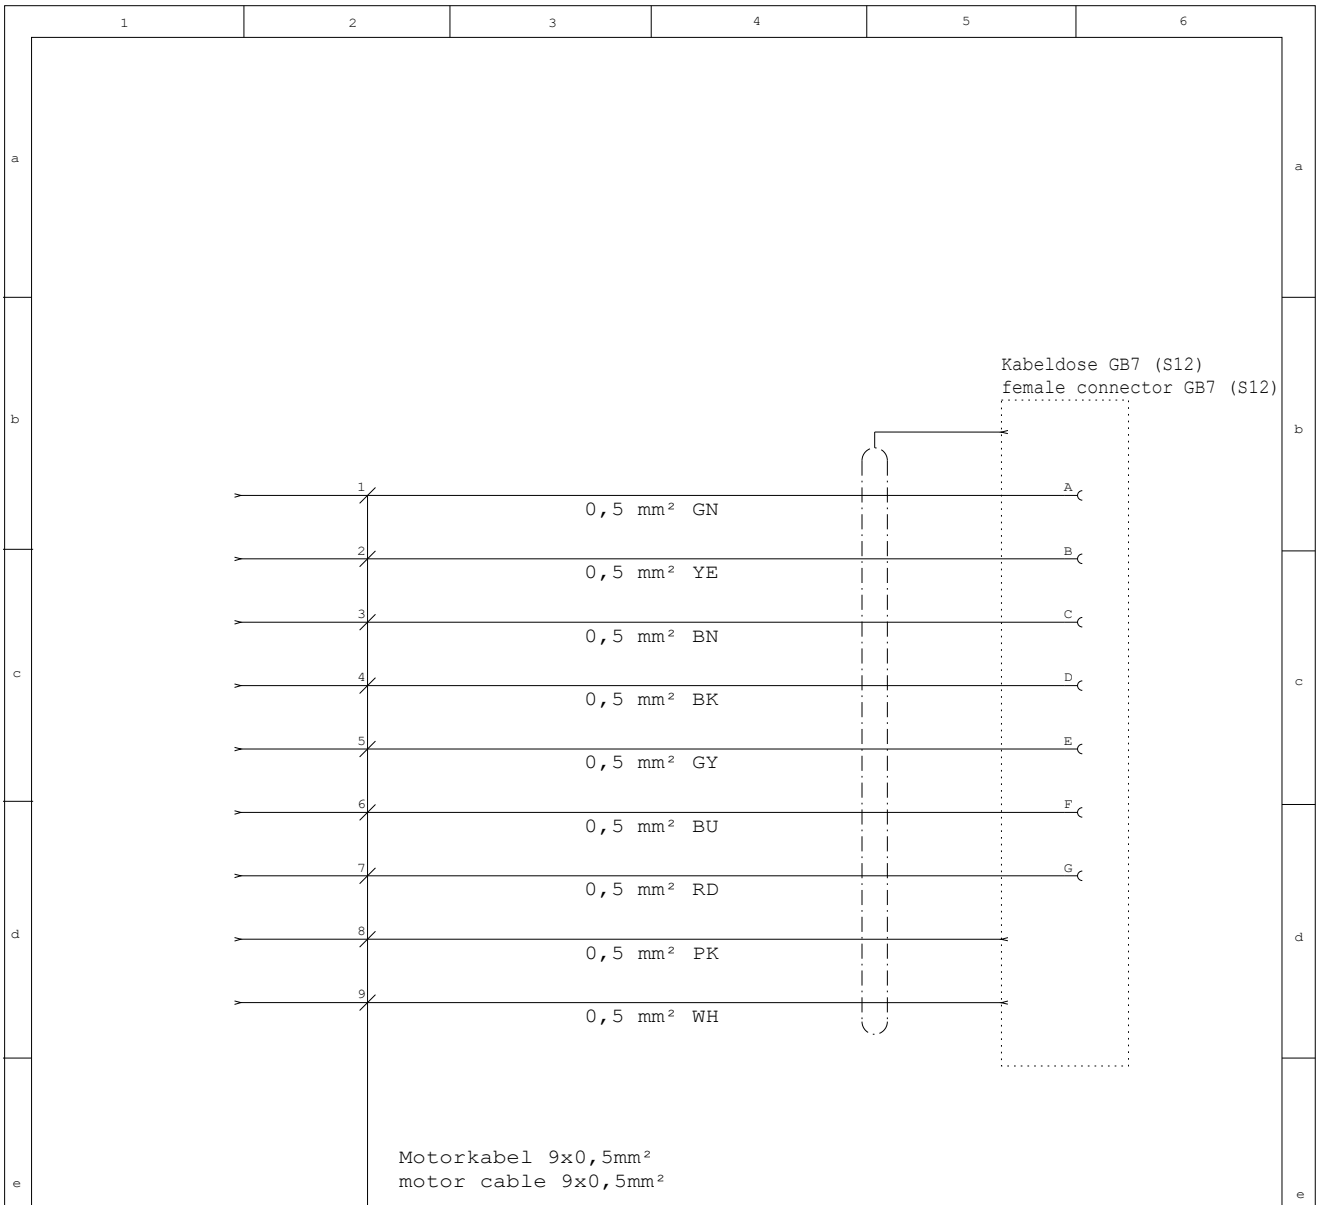 1 2 3 4 5 6
a a
Kabeldose GB7 (S12)
female connector GB7 (S12)
b b
1 A
0,5 mm² GN
2 B
0,5 mm² YE
3 C
0,5 mm² BN
c c
4 D
0,5 mm² BK
5 E
0,5 mm² GY
6 F
0,5 mm² BU
7 G
0,5 mm² RD
d d
8
0,5 mm² PK
9
0,5 mm² WH
Motorkabel 9x0,5mm²
motor cable 9x0,5mm²
e e